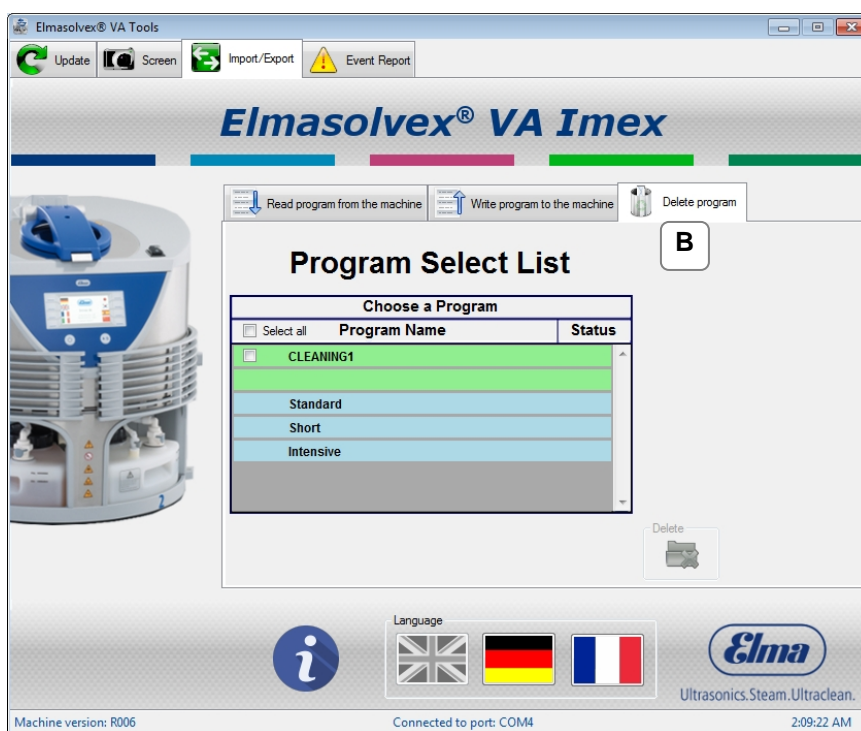 Elmasolvex® VA Tools
Update Screen Import/Export Event Report
Elmasolvex® VA Imex
Read program from the machine Write program to the machine Delete program
B
Program Select List
Choose a Program
Select all Program Name Status
CLEANING1
Standard
Short
Intensive
Delete
2
Language
i
Elma
Ultrasonics.Steam.Ultraclean.
Machine version: R006 Connected to port: COM4 2:09:22 AM